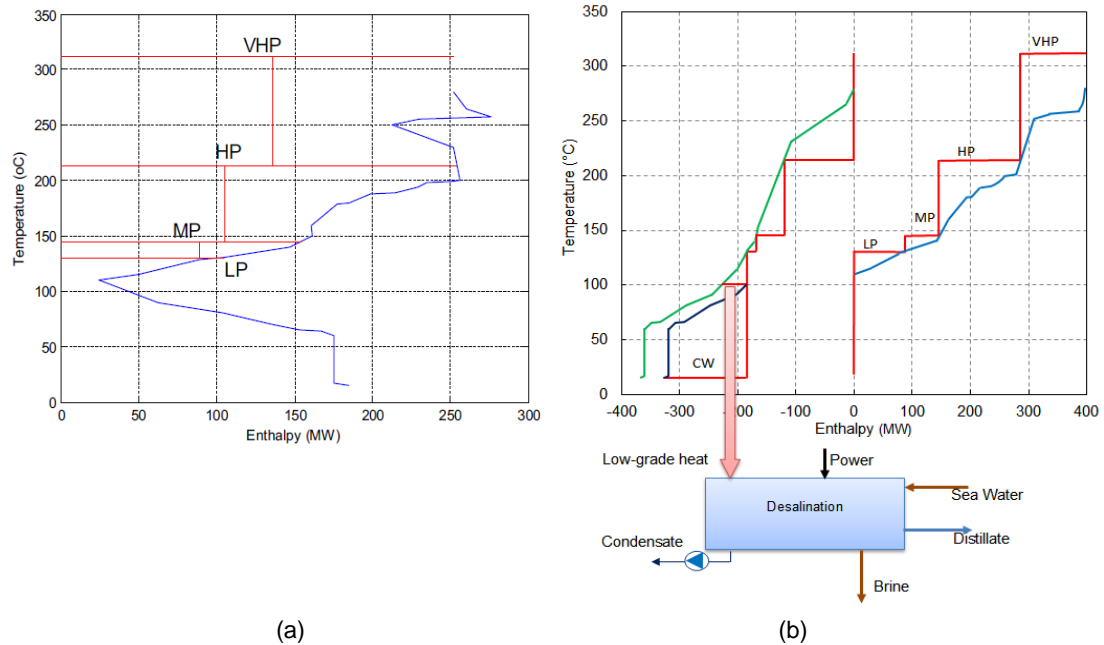 350
300
250
200
150
100
50
0
Temperature (oC)
VHP
HP
MP
LP
0 50 100 150 200 250 300
Enthalpy (MW)
350
300
250
200
150
100
50
0
Temperature (°C)
VHP
HP
MP
LP
CW
-400 -300 -200 -100 0 100 200 300 400
Enthalpy (MW)
Low-grade heat
Power
Sea Water
Desalination
Distillate
Condensate
Brine
(a)
(b)